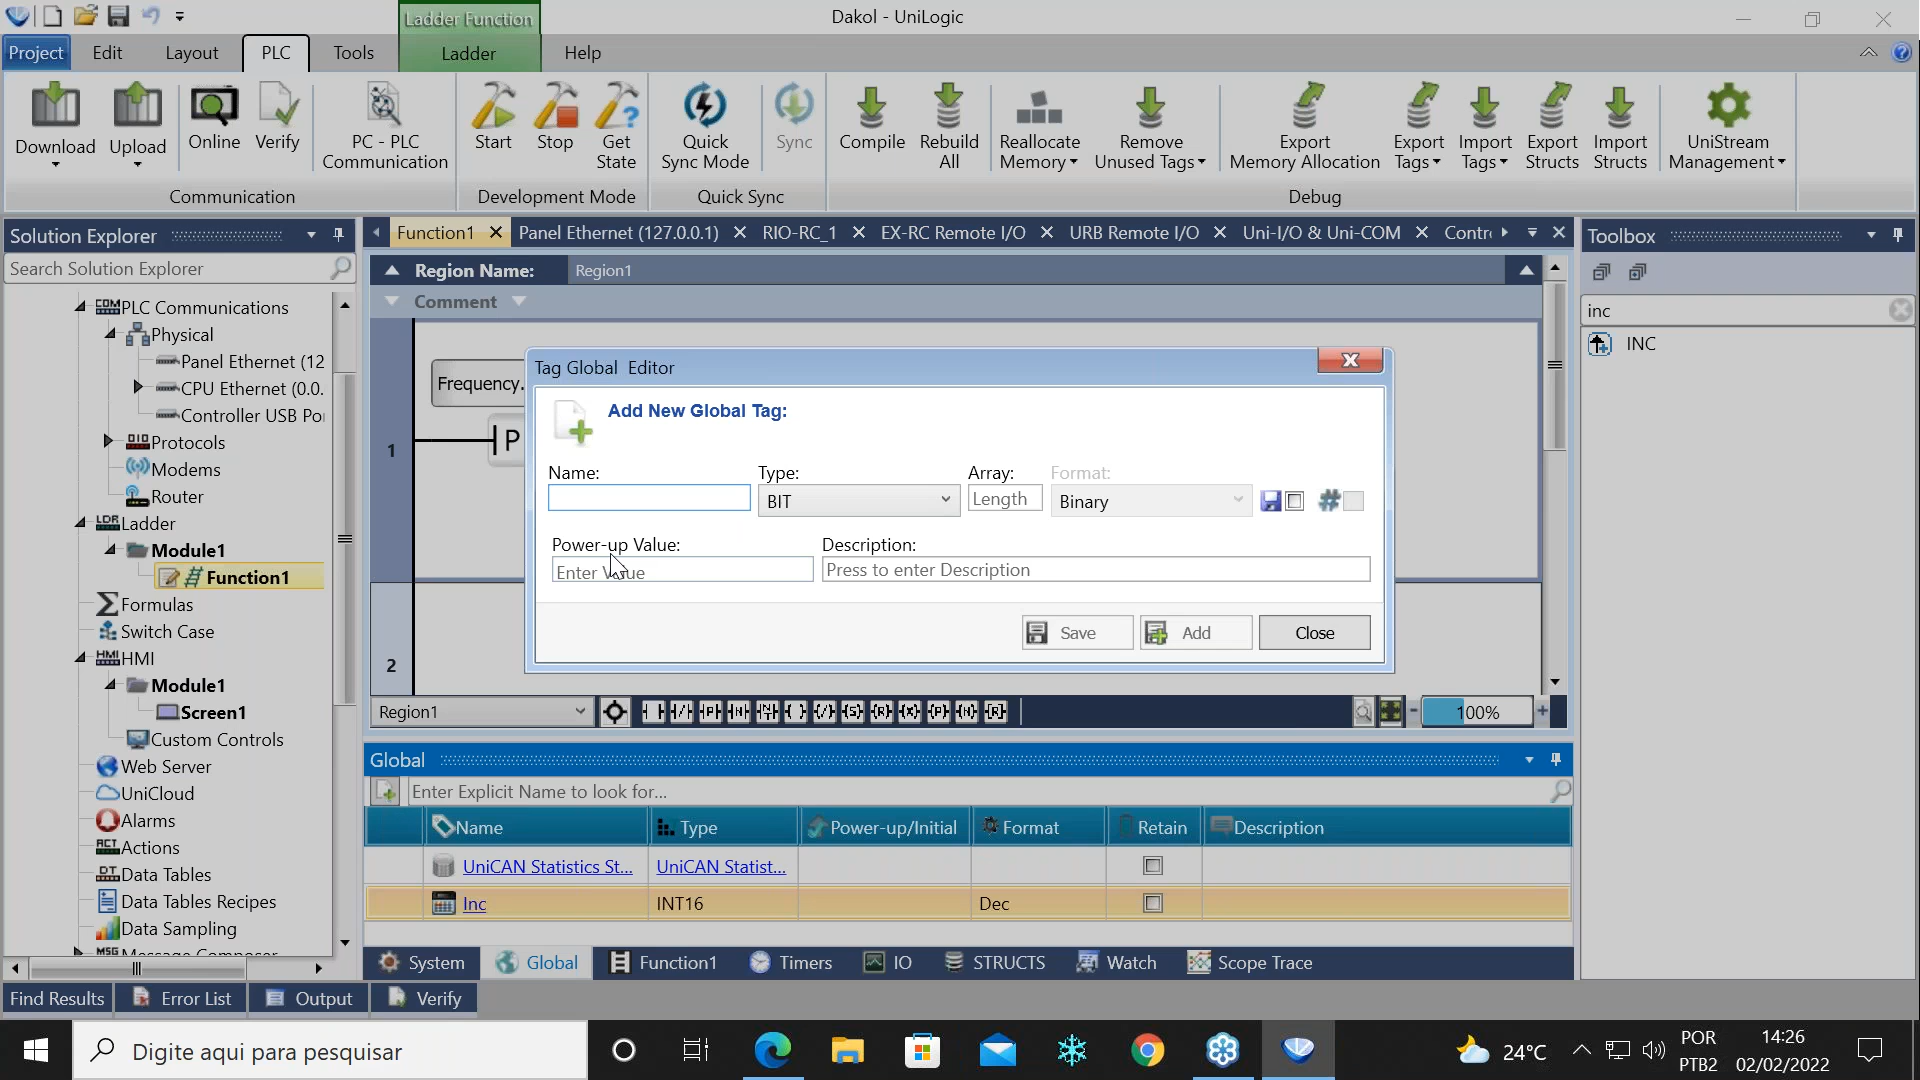 Ladder Function
Dakol - UniLogic
Project
Edit
Layout
PLC
Tools
Ladder
Help
Download
Upload
Online
Verify
PC - PLC
Communication
Start
Stop
Get
State
Quick
Sync Mode
Sync
Compile
Rebuild
All
Reallocate
Memory
Remove
Unused Tags
Export
Memory Allocation
Export
Tags
Import
Tags
Export
Structs
Import
Structs
UniStream
Management
Communication
Development Mode
Quick Sync
Debug
Solution Explorer
Search Solution Explorer
PLC Communications
Physical
Panel Ethernet (12
CPU Ethernet (0.0.
Controller USB Por
Protocols
Modems
Router
Ladder
Module1
Function1
Formulas
Switch Case
HMI
Module1
Screen1
Custom Controls
Web Server
UniCloud
Alarms
Actions
Data Tables
Data Tables Recipes
Data Sampling
Function1
Panel Ethernet (127.0.0.1)
RIO-RC_1
EX-RC Remote I/O
URB Remote I/O
Uni-I/O & Uni-COM
Contr
Region Name:
Region1
Comment
1
Frequency.
P
2
Tag Global Editor
Add New Global Tag:
Name:
Type:
Array:
Format:
BIT
Length
Binary
Power-up Value:
Description:
Enter Value
Press to enter Description
Save
Add
Close
Region1
100%
Global
Enter Explicit Name to look for...
Name
Type
Power-up/Initial
Format
Retain
Description
UniCAN Statistics St...
UniCAN Statist...
Inc
INT16
Dec
System
Global
Function1
Timers
IO
STRUCTS
Watch
Scope Trace
Toolbox
inc
INC
Find Results
Error List
Output
Verify
Digite aqui para pesquisar
24°C
POR
PTB2
14:26
02/02/2022